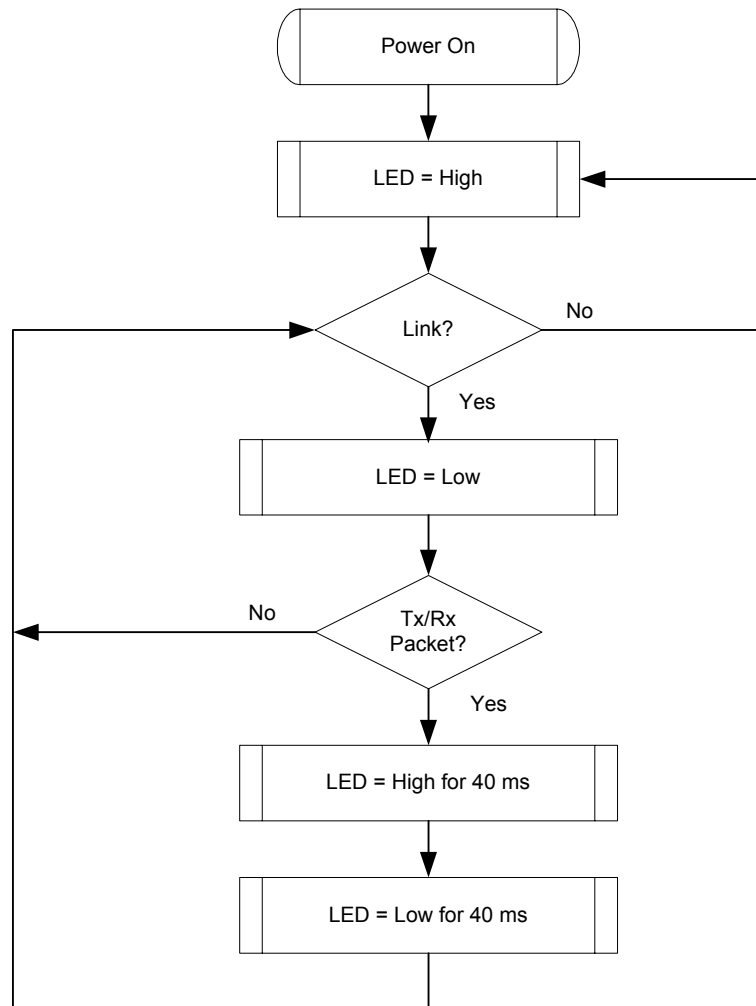 Power On
LED = High
Link?
No
Yes
LED = Low
No
Tx/Rx
Packet?
Yes
LED = High for 40 ms
LED = Low for 40 ms